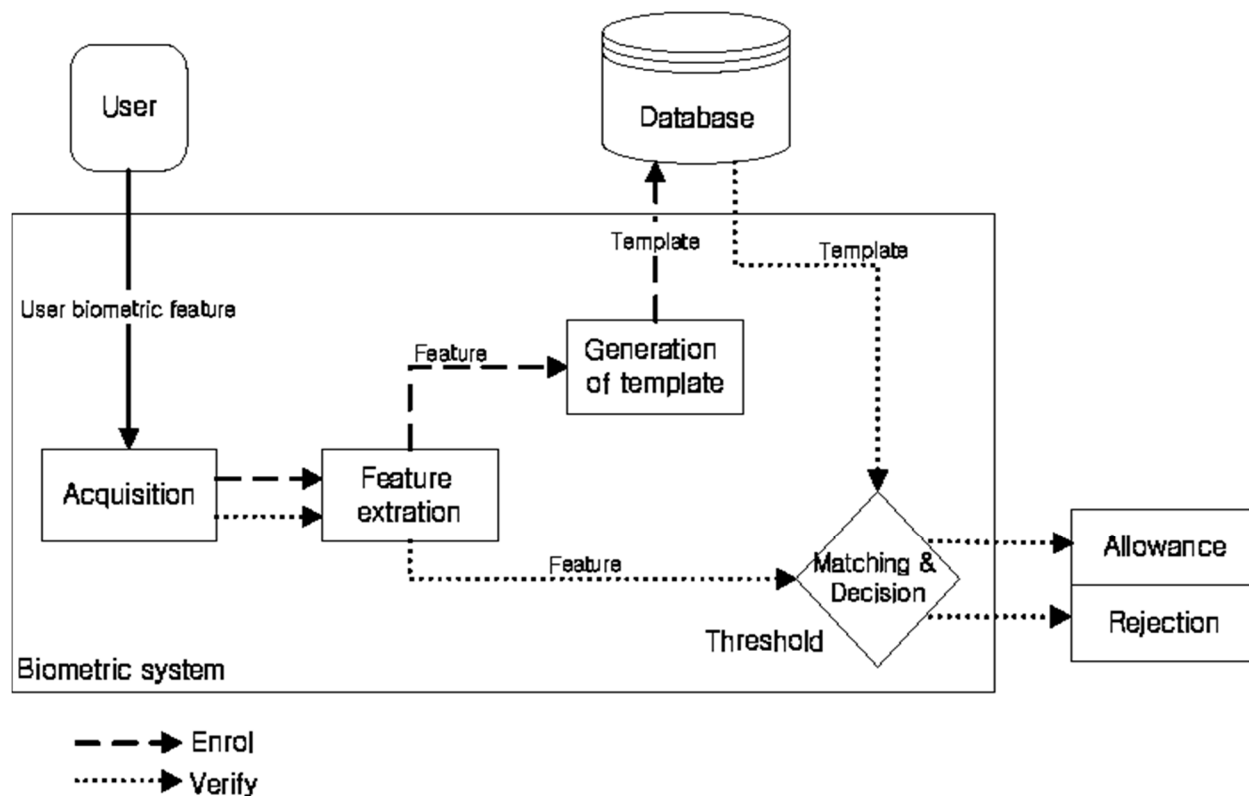 User
Database
Template
Template
User biometric feature
Feature
Generation
of template
Acquisition
Feature
extration
Feature
Matching &
Decision
Allowance
Threshold
Rejection
Biometric system
Enrol
Verify